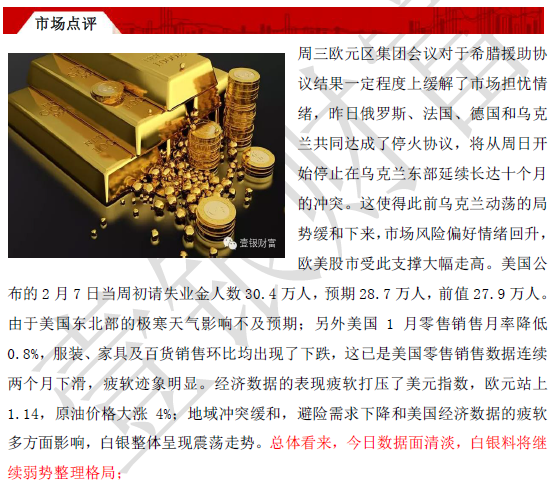 市场点评
周三欧元区集团会议对于希腊援助协
议结果一定程度上缓解了市场担忧情
绪，昨日俄罗斯、法国、德国和乌克
兰共同达成了停火协议，将从周日开
始停止在乌克兰东部延续长达十个月
的冲突。这使得此前乌克兰动荡的局
势缓和下来，市场风险偏好情绪回升，
欧美股市受此支撑大幅走高。美国公
布的 2 月 7 日当周初请失业金人数 30.4 万人，预期 28.7 万人，前值 27.9 万人。
由于美国东北部的极寒天气影响不及预期；另外美国 1 月零售销售月率降低
0.8%，服装、家具及百货销售环比均出现了下跌，这已是美国零售销售数据连续
两个月下滑，疲软迹象明显。经济数据的表现疲软打压了美元指数，欧元站上
1.14，原油价格大涨 4%；地域冲突缓和，避险需求下降和美国经济数据的疲软
多方面影响，白银整体呈现震荡走势。总体看来，今日数据面清淡，白银料将继
续弱势整理格局；
壹银财富
壹银财富